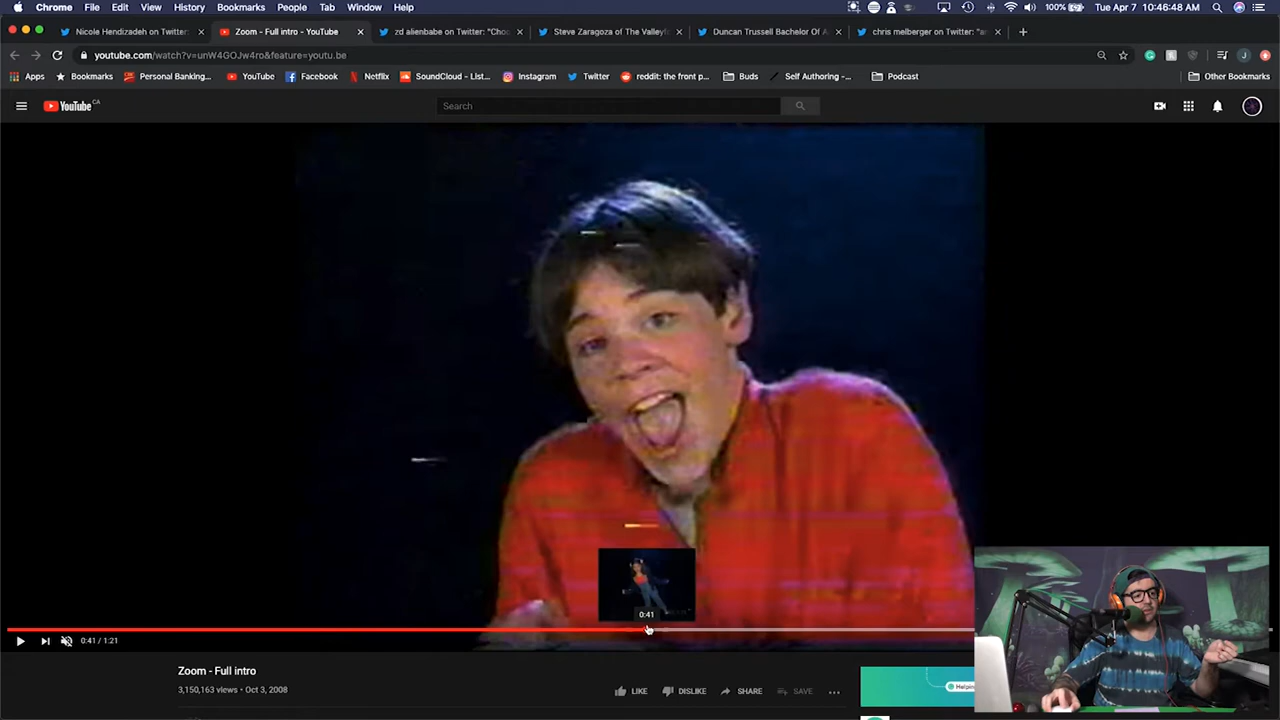 Chrome File Edit View History Bookmarks People Tab Window Help 100% Tue Apr 7 10:46:48 AM
Nicole Hendizadeh on Twitter: Zoom - Full intro - YouTube zd alienbabe on Twitter: "Choo Steve Zaragoza of The Valleyf Duncan Trussell Bachelor Of A chris melberger on Twitter: "a
youtube.com/watch?v=unW4GOJw4ro&feature=youtu.be
Apps Bookmarks Personal Banking... YouTube Facebook Netflix SoundCloud - List... Instagram Twitter reddit: the front p... Buds Self Authoring -... Podcast Other Bookmarks
YouTube CA Search
0:41
0:41 / 1:21
Zoom - Full intro
3,150,163 views • Oct 3, 2008 LIKE DISLIKE SHARE SAVE ...
Helping